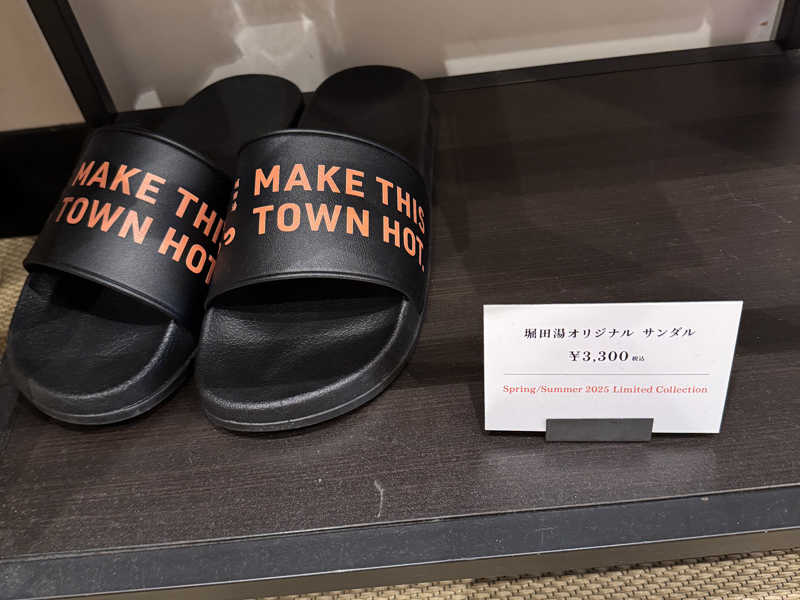 MAKE THIS
TOWN HOT.
MAKE THIS
TOWN HOT.
堀田湯オリジナル サンダル
¥3,300 税込
Spring/Summer 2025 Limited Collection